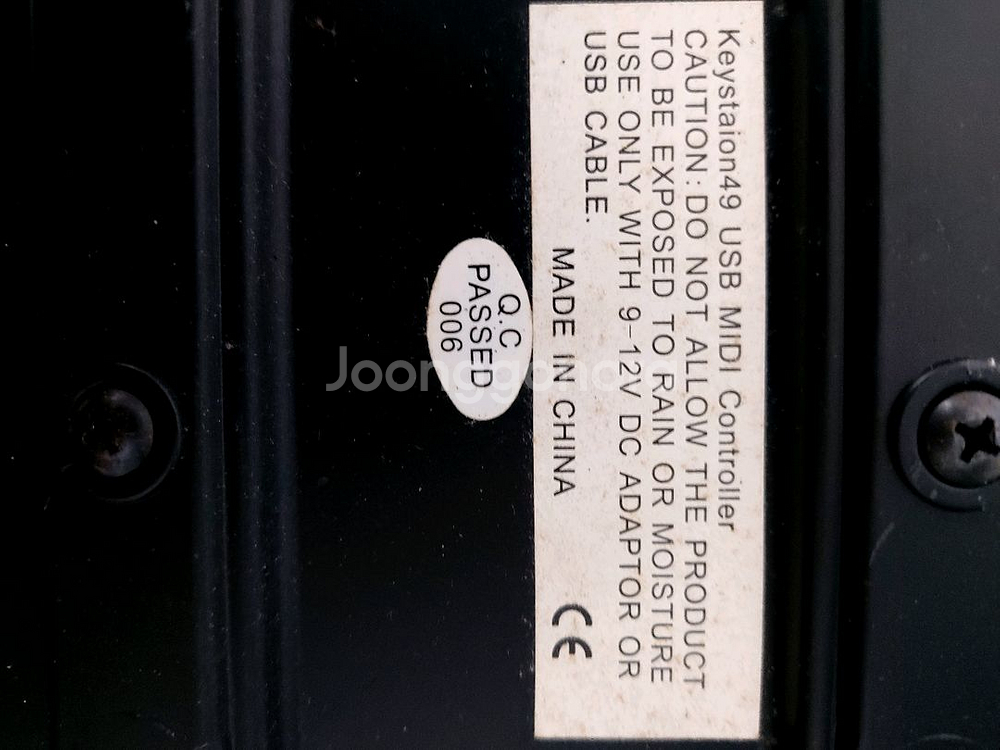 Keystaion49 USB MIDI Controller
CAUTION:DO NOT ALLOW THE PRODUCT
TO BE EXPOSED TO RAIN OR MOISTURE
USE ONLY WITH 9-12V DC ADAPTOR OR
USB CABLE.
MADE IN CHINA CE
Q.C
PASSED
006
Joonggona